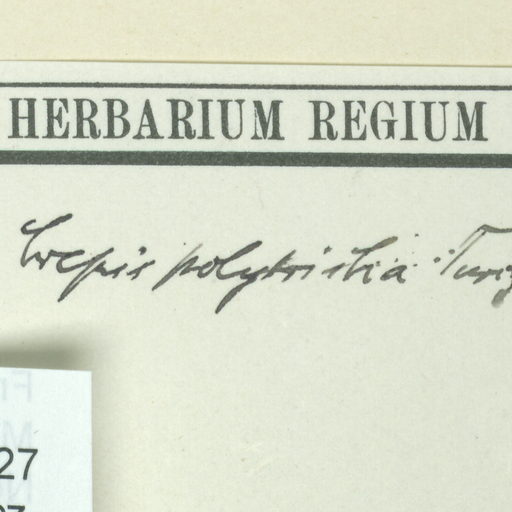 HERBARIUM REGIUM
Crepis polytricha Turcz
27